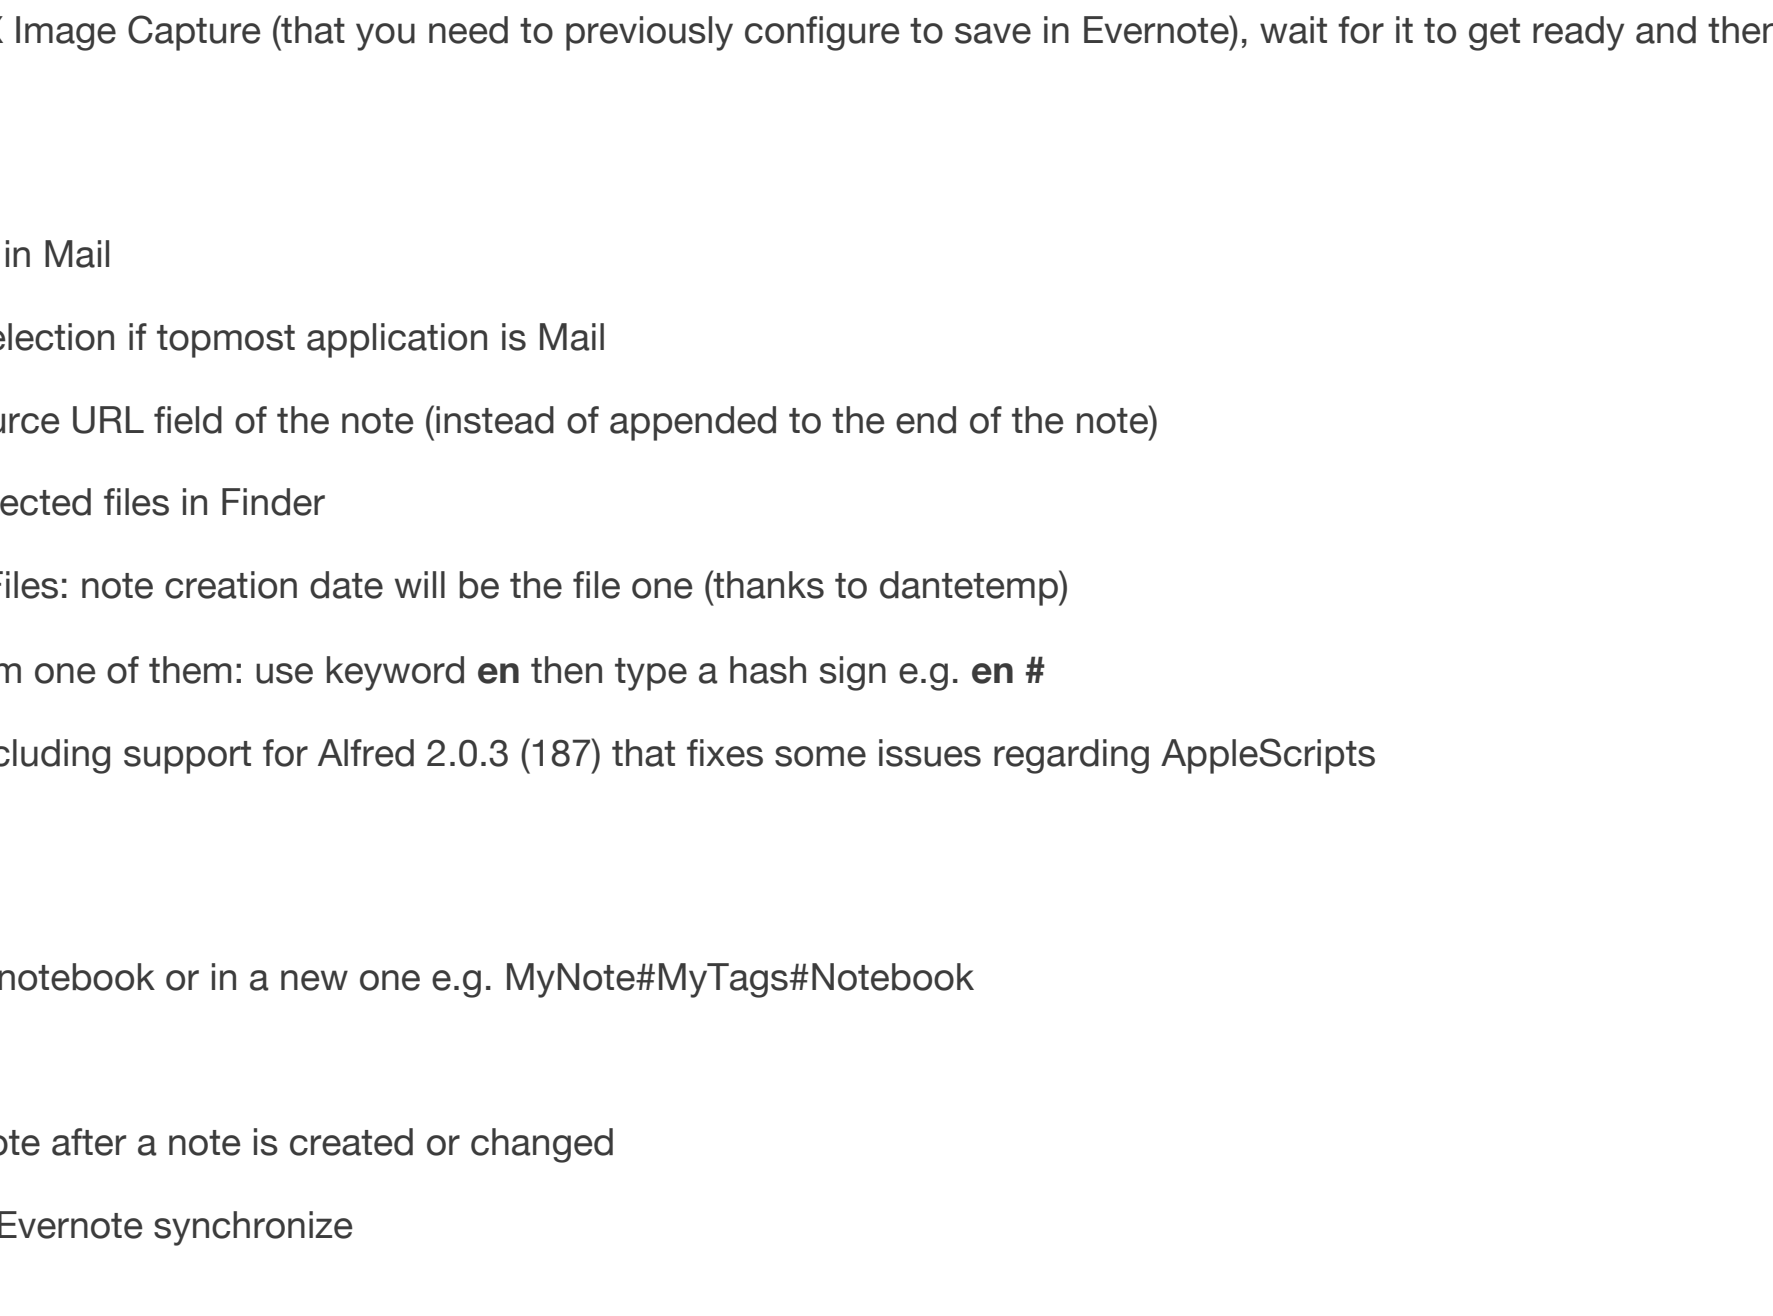 Image Capture (that you need to previously configure to save in Evernote), wait for it to get ready and then
in Mail
election if topmost application is Mail
urce URL field of the note (instead of appended to the end of the note)
ected files in Finder
Files: note creation date will be the file one (thanks to dantetemp)
m one of them: use keyword en then type a hash sign e.g. en #
cluding support for Alfred 2.0.3 (187) that fixes some issues regarding AppleScripts
notebook or in a new one e.g. MyNote#MyTags#Notebook
ote after a note is created or changed
Evernote synchronize